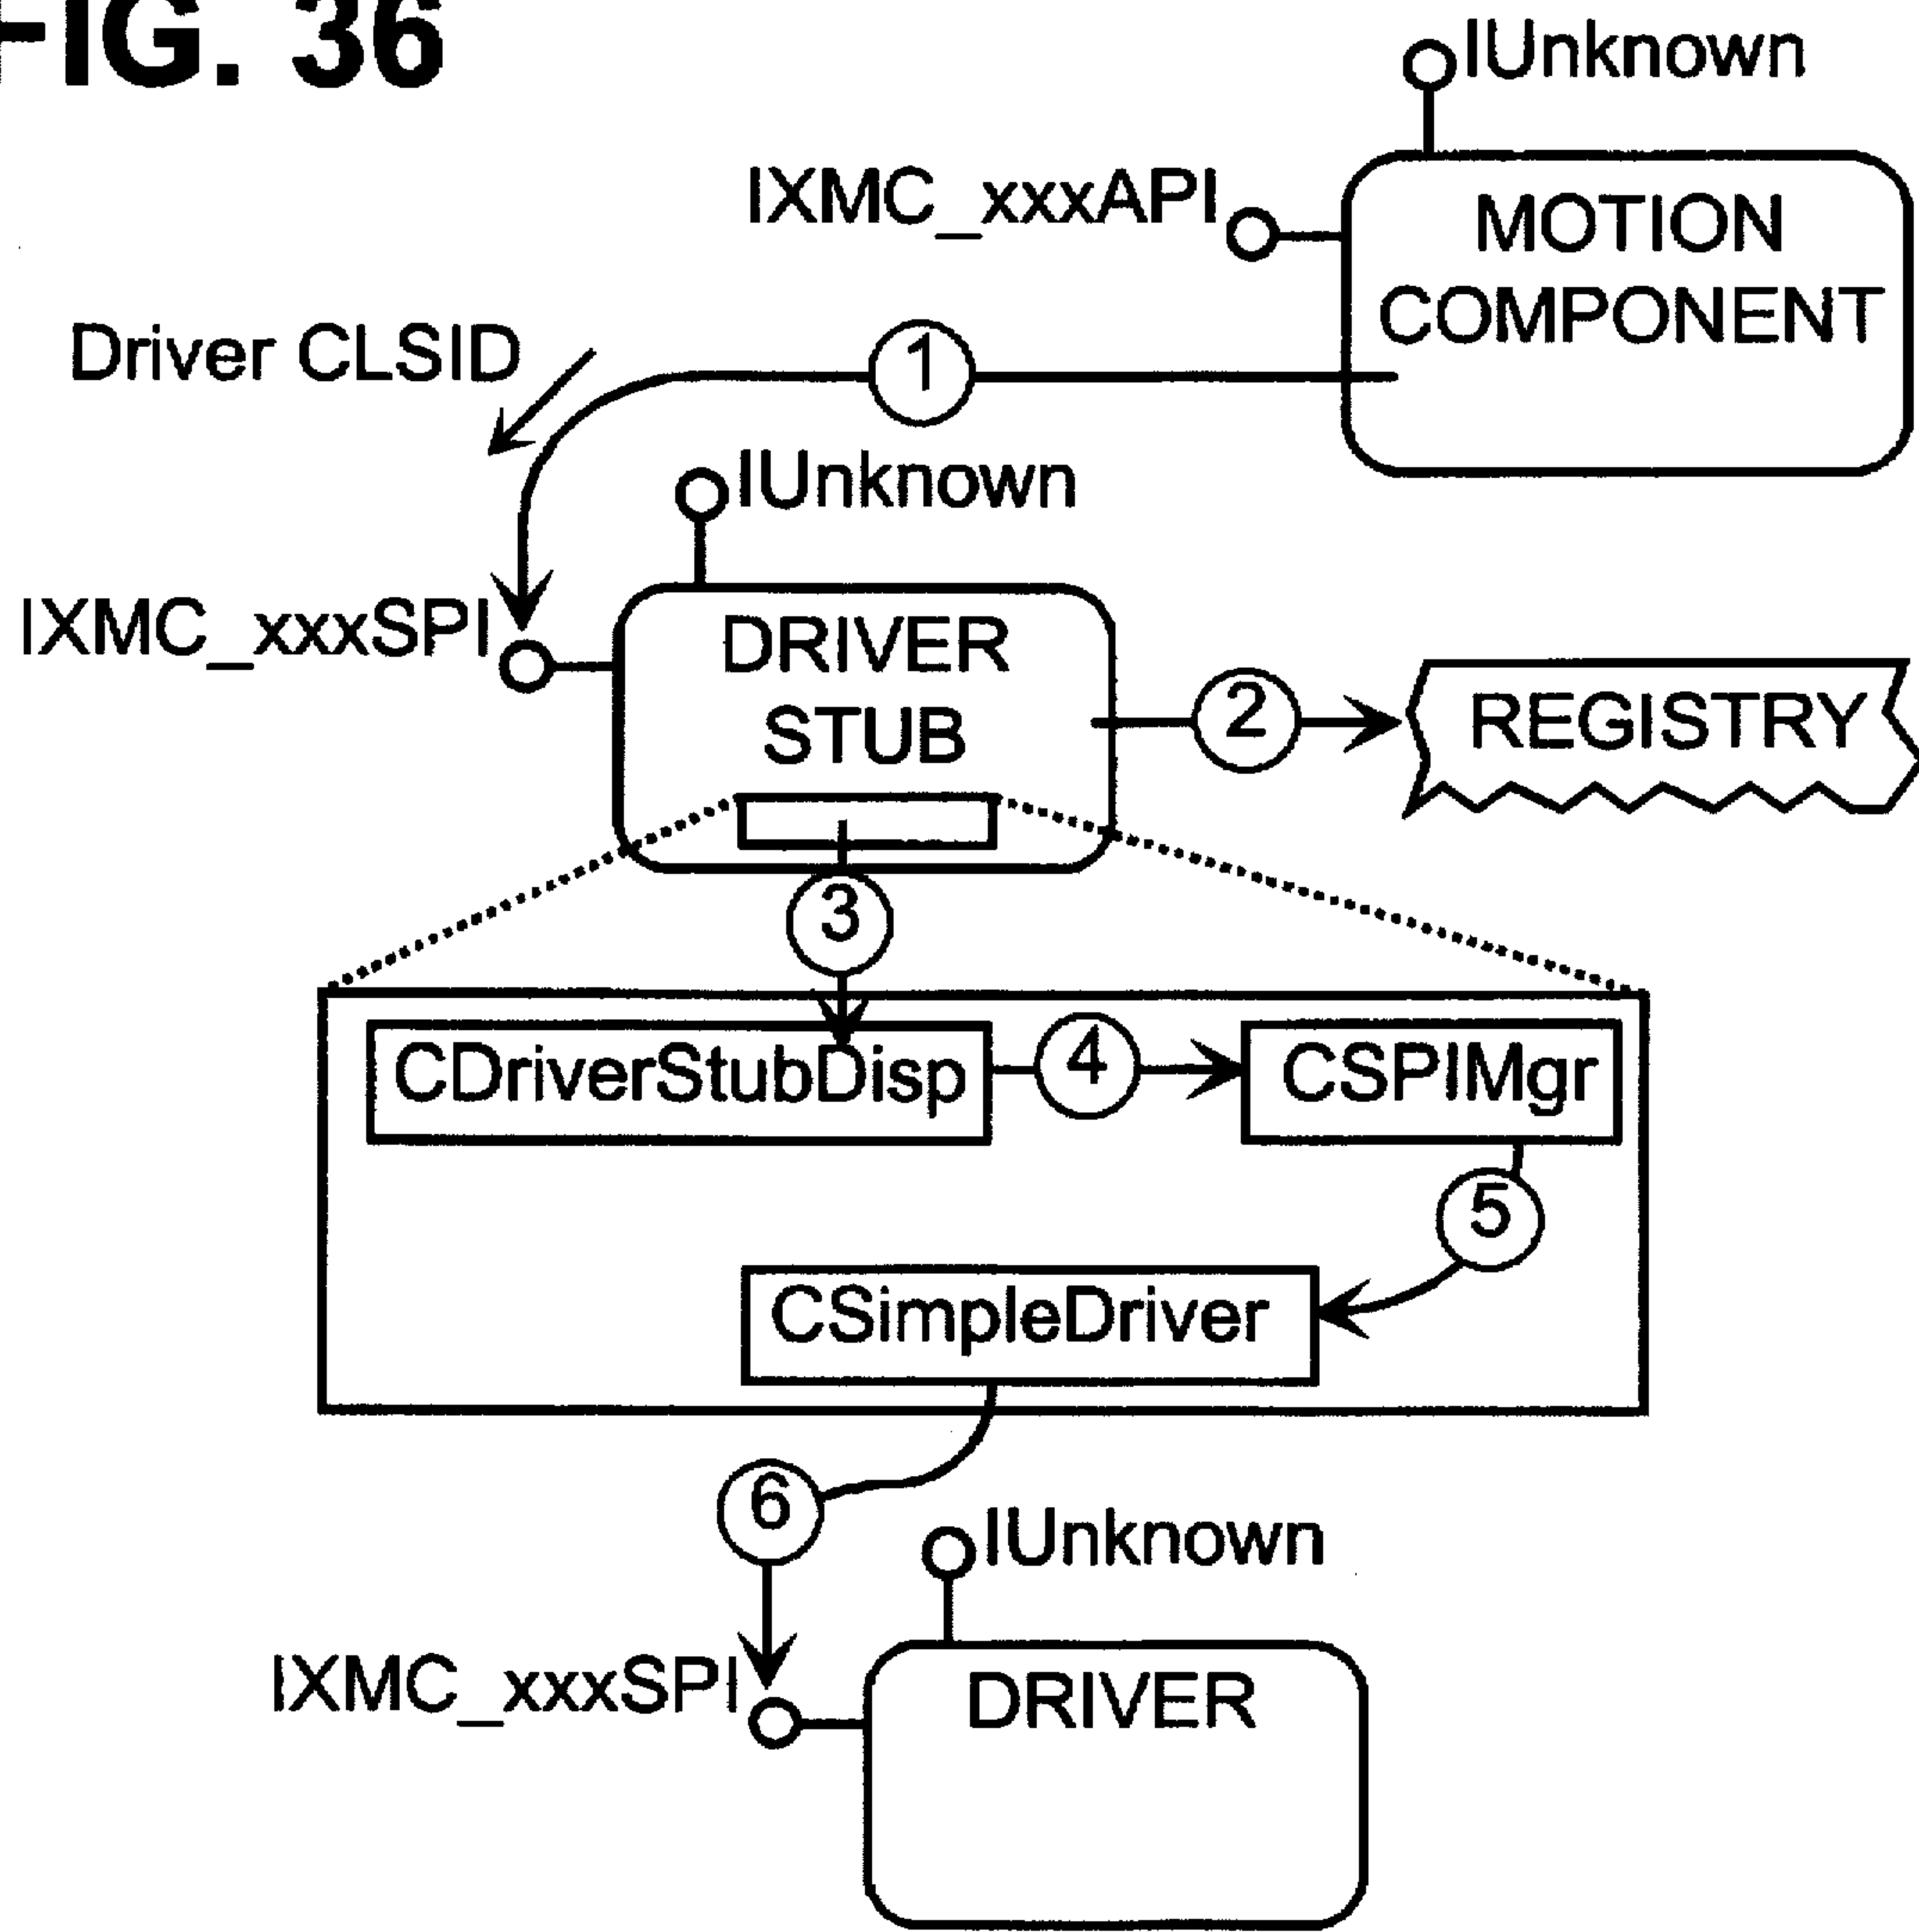 FIG. 36
IUnknown
IXMC_xxxAPI
MOTION
COMPONENT
Driver CLSID
1
IUnknown
IXMC_xxxSPI
DRIVER
STUB
2
REGISTRY
3
CDriverStubDisp
4
CSPIMgr
5
CSimpleDriver
6
IUnknown
IXMC_xxxSPI
DRIVER